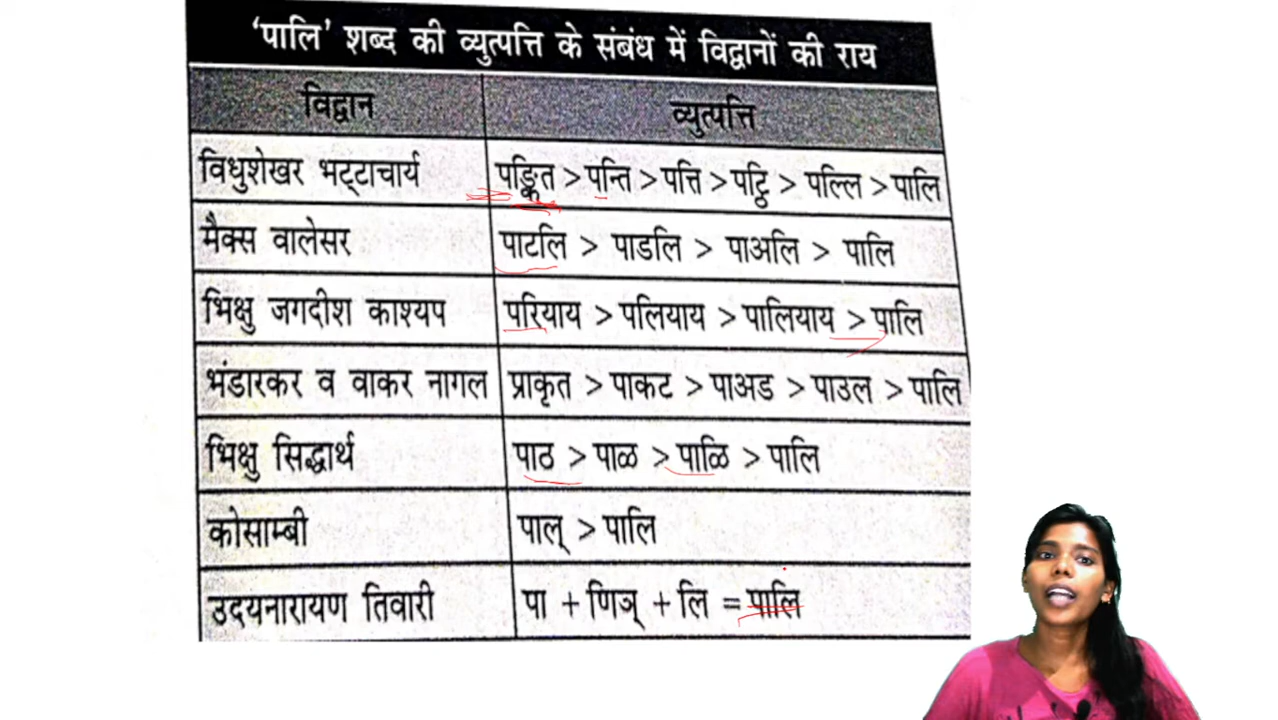 ‘पालि’ शब्द की व्युत्पत्ति के संबंध में विद्वानों की राय
विद्वान व्युत्पत्ति
विधुशेखर भट्‌टाचार्य पङ्क्ति > पन्ति > पत्ति > पट्ठि > पल्लि > पालि
मैक्स वालेसर पाटलि > पाडलि > पाअलि > पालि
भिक्षु जगदीश काश्यप परियाय > पलियाय > पालियाय > पालि
भंडारकर व वाकर नागल प्राकृत > पाकट > पाअड > पाउल > पालि
भिक्षु सिद्धार्थ पाठ > पाळ > पाळि > पालि
कोसाम्बी पाल् > पालि
उदयनारायण तिवारी पा + णिञ् + लि = पालि